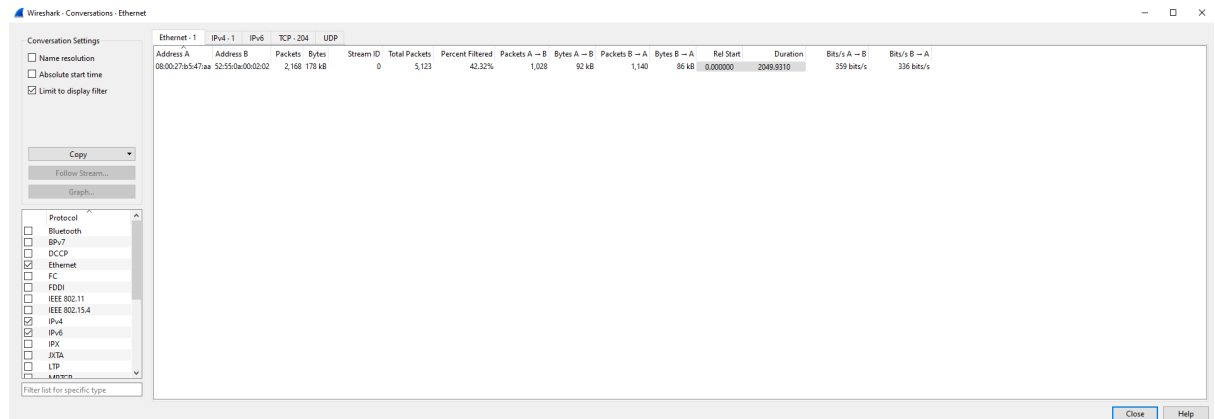 Wireshark · Conversations · Ethernet
Conversation Settings
Name resolution
Absolute start time
Limit to display filter
Copy
Follow Stream...
Graph...
Protocol
Bluetooth
BPv7
DCCP
Ethernet
FC
FDDI
IEEE 802.11
IEEE 802.15.4
IPv4
IPv6
IPX
JXTA
LTP
Filter list for specific type
Ethernet · 1 IPv4 · 1 IPv6 TCP · 204 UDP
Address A Address B Packets Bytes Stream ID Total Packets Percent Filtered Packets A → B Bytes A → B Packets B → A Bytes B → A Rel Start Duration Bits/s A → B Bits/s B → A
08:00:27:b5:47:aa 52:55:0a:00:02:02 2,168 178 kB 0 5,123 42.32% 1,028 92 kB 1,140 86 kB 0.000000 2049.9310 359 bits/s 336 bits/s
Close Help